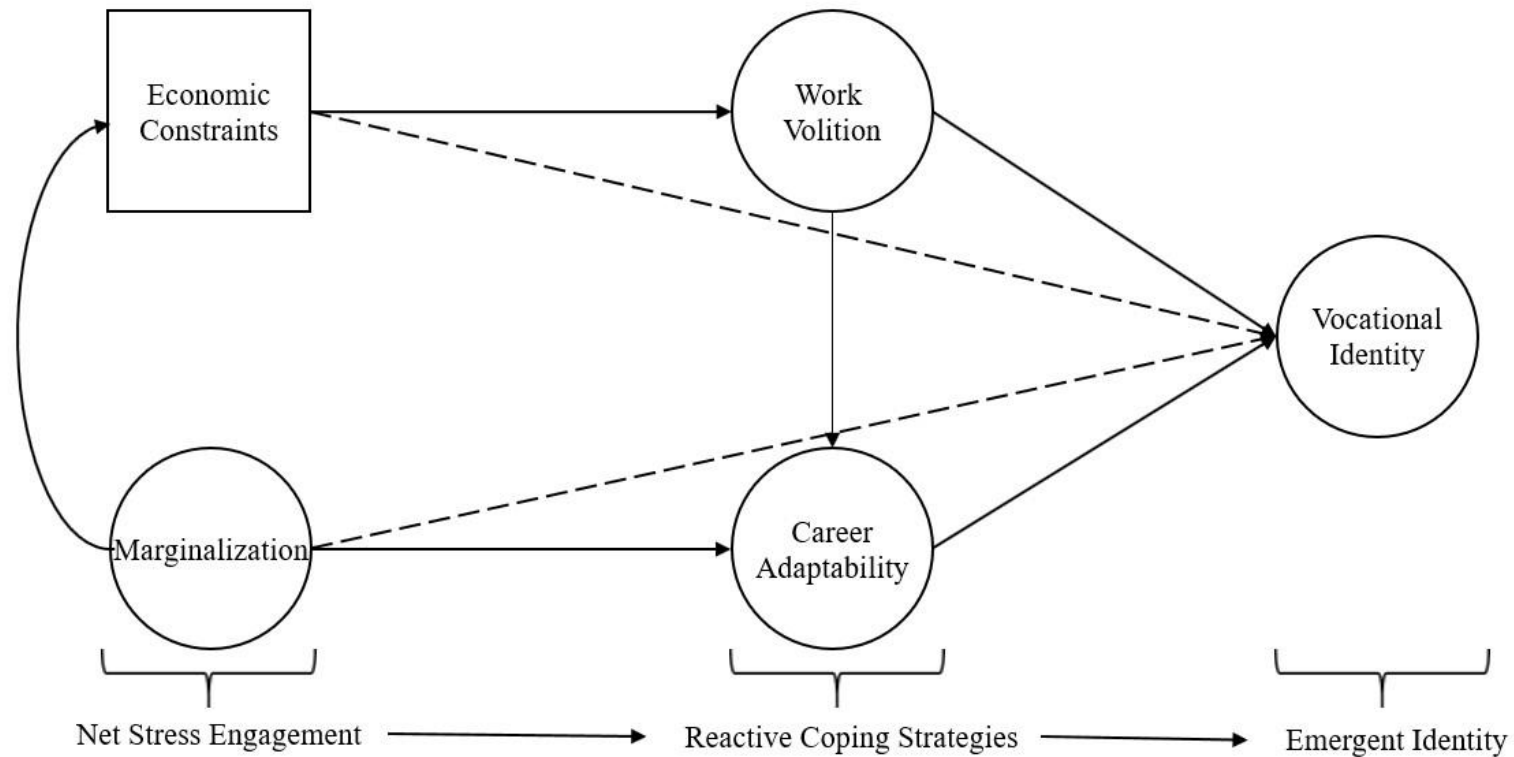 Economic
Constraints
Work
Volition
Vocational
Identity
Marginalization
Career
Adaptability
Net Stress Engagement
Reactive Coping Strategies
Emergent Identity